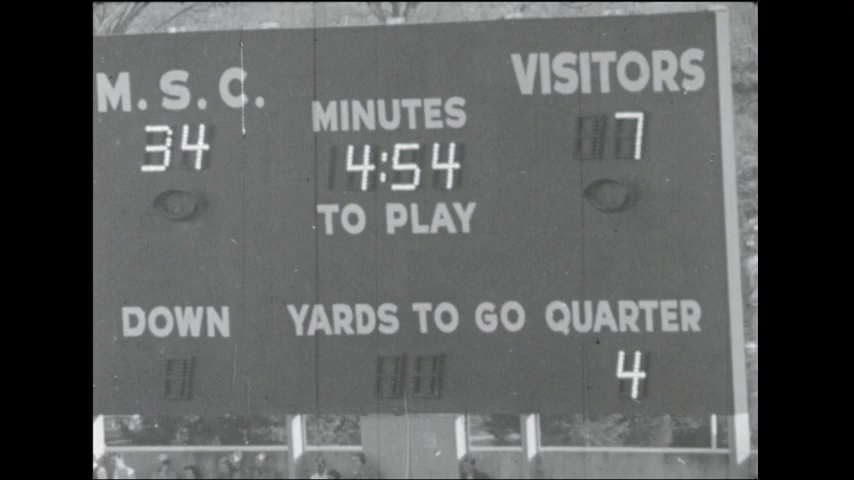 M.S.C.
34
MINUTES
4:54
TO PLAY
VISITORS
7
DOWN
YARDS TO GO
QUARTER
4